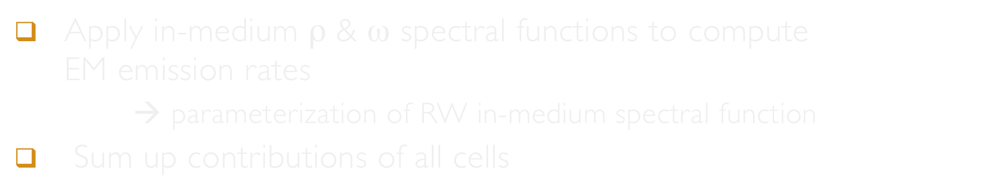 ❑ Apply in-medium ρ & ω spectral functions to compute
EM emission rates
→ parameterization of RW in-medium spectral function
❑ Sum up contributions of all cells